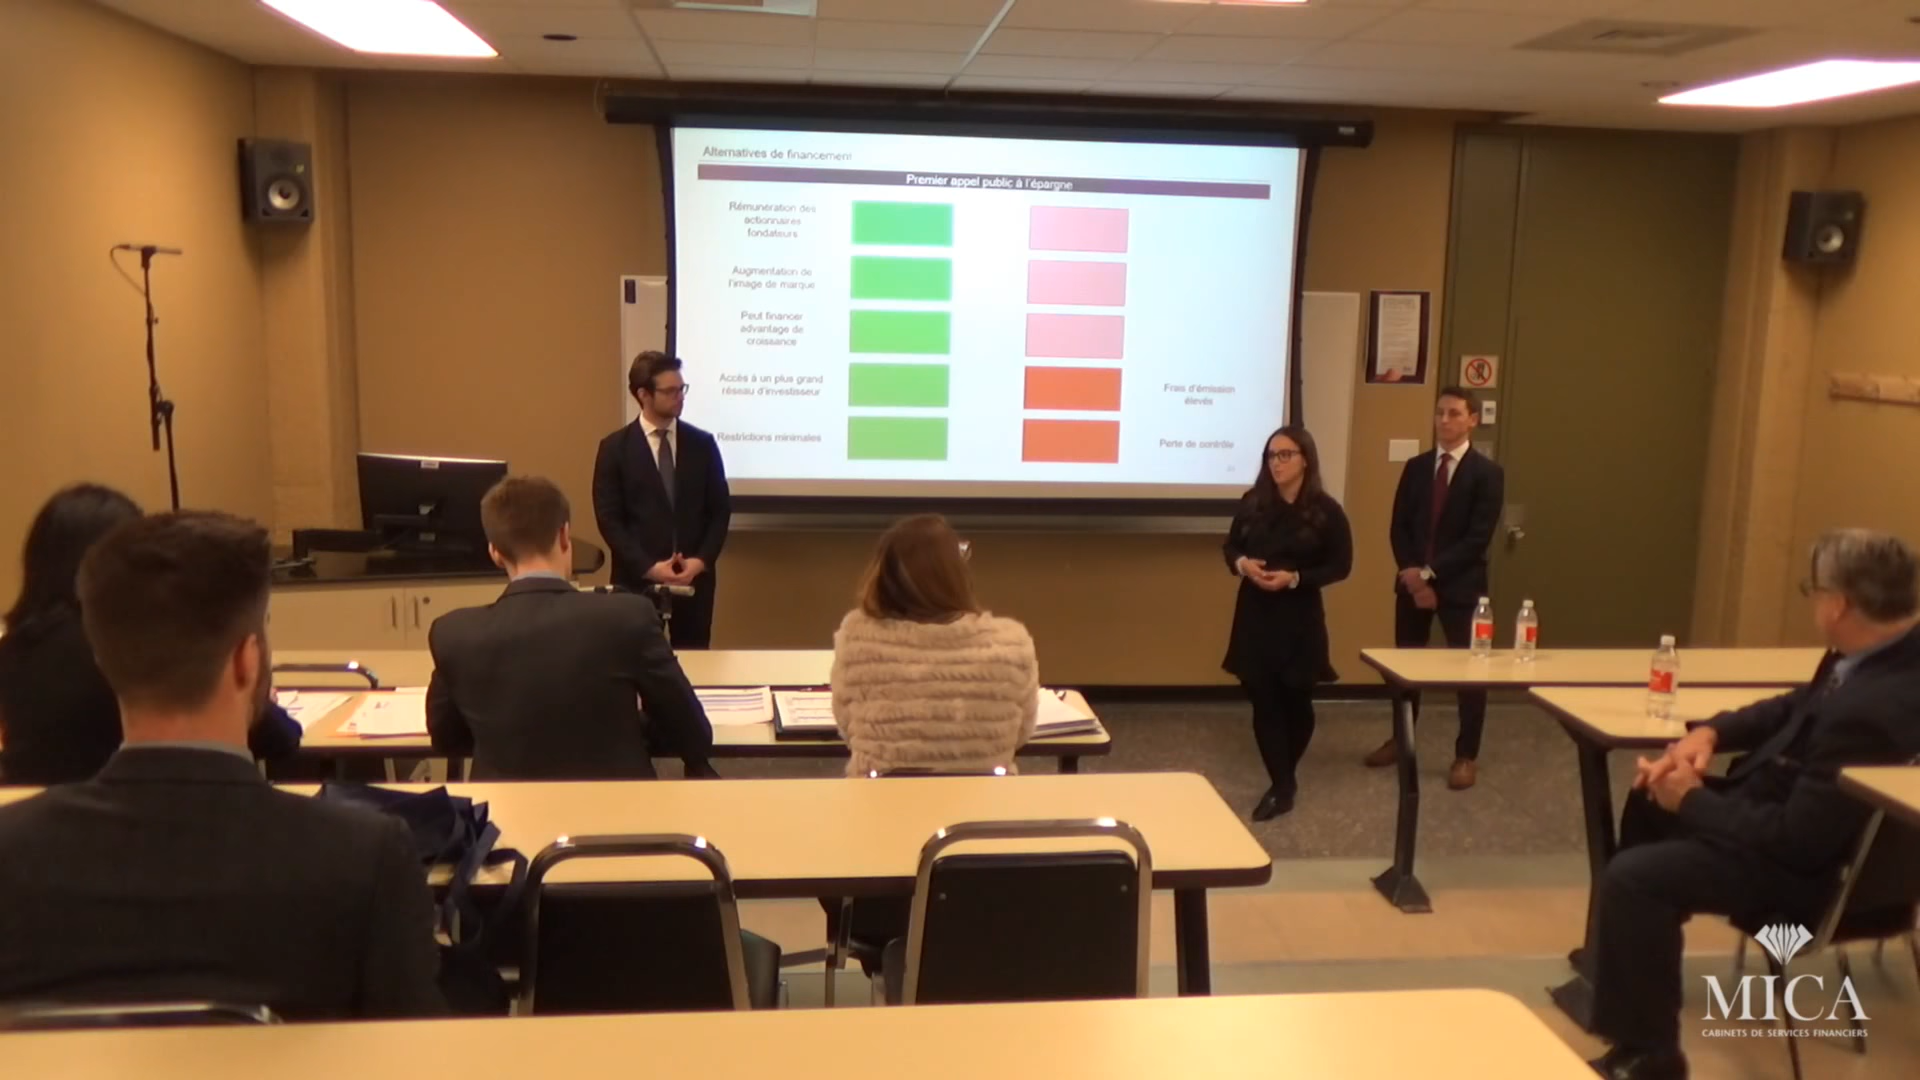 Alternatives de financement
Premier appel public à l'épargne
Rémunération des
actionnaires
fondateurs
Augmentation de
l'image de marque
Peut financer
advantage de
croissance
Accès à un plus grand
réseau d'investisseur
Restrictions minimales
Frais d'émission
élevés
Perte de contrôle
MICA
CABINETS DE SERVICES FINANCIERS